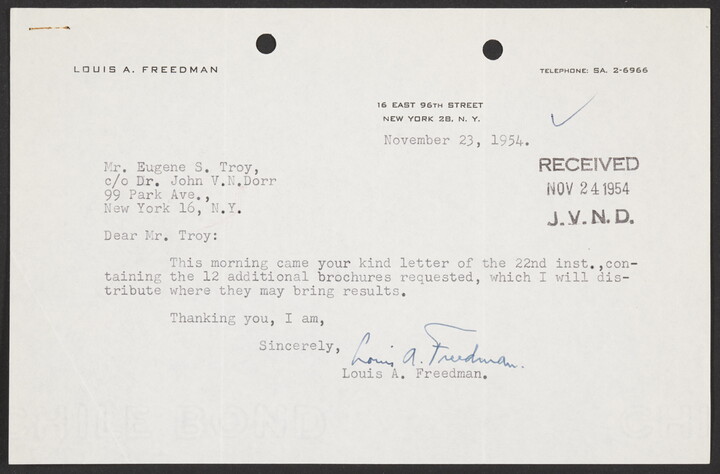 LOUIS A. FREEDMAN
TELEPHONE: SA. 2-6966
16 EAST 96TH STREET
NEW YORK 28, N. Y.
November 23, 1954.
RECEIVED
NOV 24 1954
J.V.N.D.
Mr. Eugene S. Troy,
c/o Dr. John V.N.Dorr
99 Park Ave.,
New York 16, N.Y.
Dear Mr. Troy:
This morning came your kind letter of the 22nd inst.,con-
taining the 12 additional brochures requested, which I will dis-
tribute where they may bring results.
Thanking you, I am,
Sincerely,
Louis A. Freedman.
Louis A. Freedman.